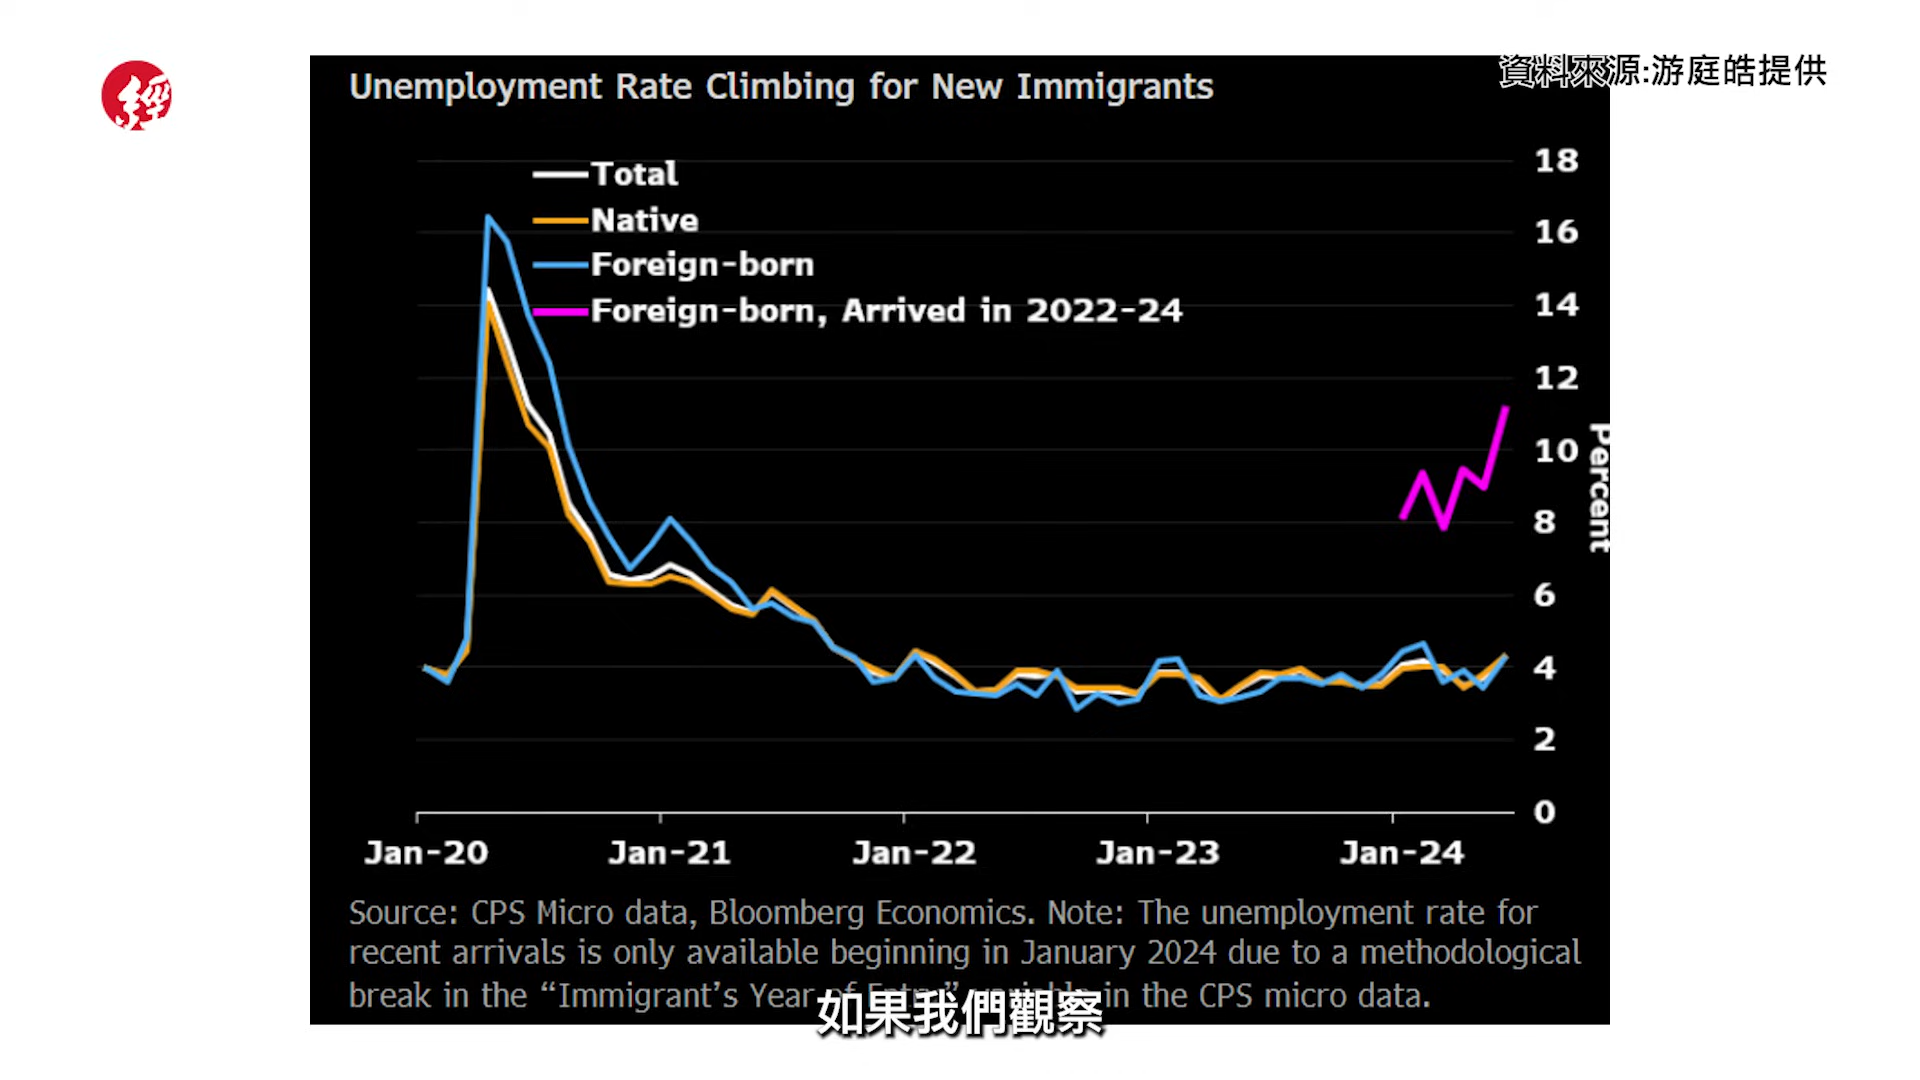 經
資料來源:游庭皓提供
Unemployment Rate Climbing for New Immigrants
Total
Native
Foreign-born
Foreign-born, Arrived in 2022-24
18
16
14
12
10
8
6
4
2
0
Percent
Jan-20 Jan-21 Jan-22 Jan-23 Jan-24
Source: CPS Micro data, Bloomberg Economics. Note: The unemployment rate for
recent arrivals is only available beginning in January 2024 due to a methodological
break in the “Immigrant’s Year of Entry” variable in the CPS micro data.
如果我們觀察